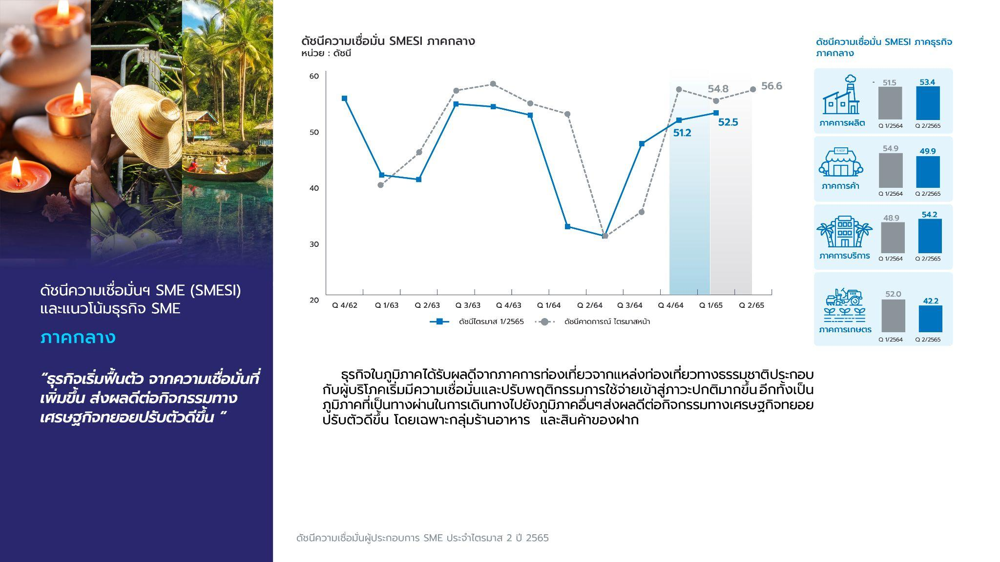 ดัชนีความเชื่อมั่นฯ SME (SMESI)
และแนวโน้มธุรกิจ SME
ภาคกลาง
“ธุรกิจเริ่มฟื้นตัว จากความเชื่อมั่นที่
เพิ่มขึ้น ส่งผลดีต่อกิจกรรมทาง
เศรษฐกิจทยอยปรับตัวดีขึ้น ”
ดัชนีความเชื่อมั่น SMESI ภาคกลาง
หน่วย : ดัชนี
60
50
40
30
20
54.8
56.6
51.2
52.5
Q 4/62 Q 1/63 Q 2/63 Q 3/63 Q 4/63 Q 1/64 Q 2/64 Q 3/64 Q 4/64 Q 1/65 Q 2/65
ดัชนีไตรมาส 1/2565 ดัชนีคาดการณ์ ไตรมาสหน้า
ดัชนีความเชื่อมั่น SMESI ภาคธุรกิจ
ภาคกลาง
- 51.5 53.4
ภาคการผลิต
Q 1/2564 Q 2/2565
SHOP
54.9 49.9
ภาคการค้า
Q 1/2564 Q 2/2565
48.9 54.2
ภาคการบริการ
Q 1/2564 Q 2/2565
52.0 42.2
ภาคการเกษตร
Q 1/2564 Q 2/2565
ธุรกิจในภูมิภาคได้รับผลดีจากภาคการท่องเที่ยวจากแหล่งท่องเที่ยวทางธรรมชาติประกอบ
กับผู้บริโภคเริ่มมีความเชื่อมั่นและปรับพฤติกรรมการใช้จ่ายเข้าสู่ภาวะปกติมากขึ้น อีกทั้งเป็น
ภูมิภาคที่เป็นทางผ่านในการเดินทางไปยังภูมิภาคอื่นๆส่งผลดีต่อกิจกรรมทางเศรษฐกิจทยอย
ปรับตัวดีขึ้น โดยเฉพาะกลุ่มร้านอาหาร และสินค้าของฝาก
ดัชนีความเชื่อมั่นผู้ประกอบการ SME ประจำไตรมาส 2 ปี 2565